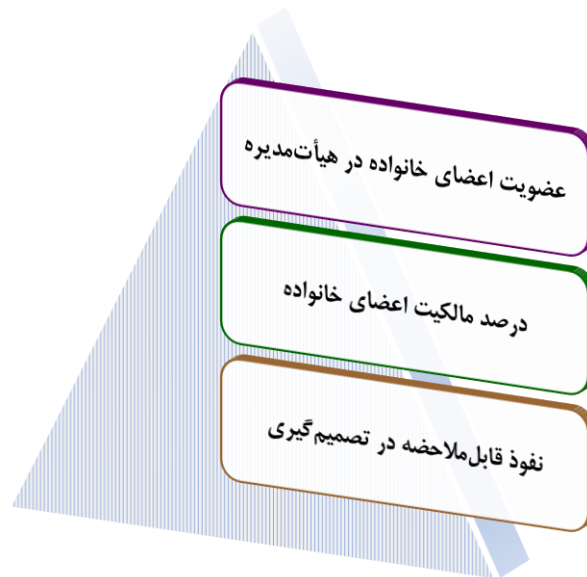 عضویت اعضای خانواده در هیأت‌مدیره
درصد مالکیت اعضای خانواده
نفوذ قابل‌ملاحضه در تصمیم‌گیری